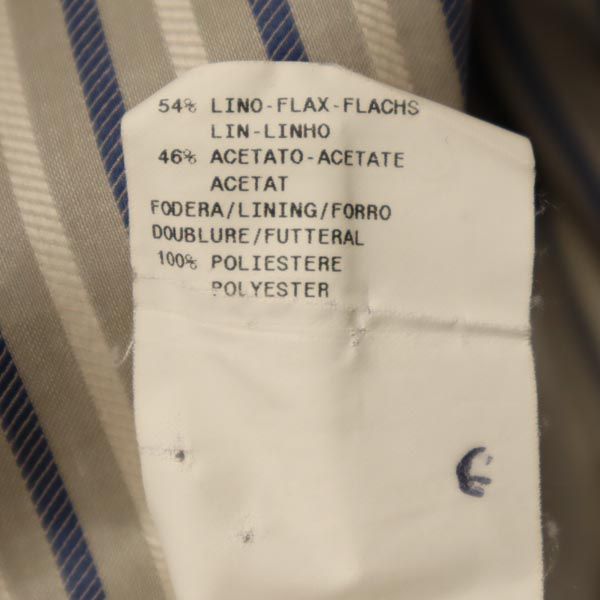 54% LINO-FLAX-FLACHS
LIN-LINHO
46% ACETATO-ACETATE
ACETAT
FODERA/LINING/FORRO
DOUBLURE/FUTTERAL
100% POLIESTERE
POLYESTER